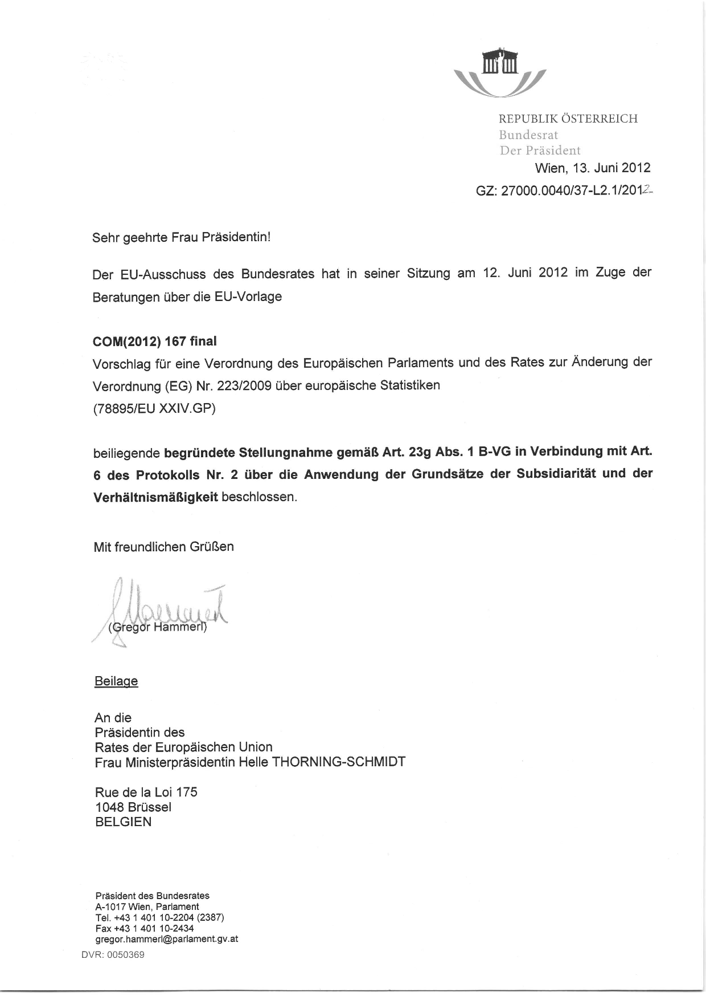 REPUBLIK ÖSTERREICH
Bundesrat
Der Präsident
Wien, 13. Juni 2012
GZ: 27000.0040/37-L2.1/2012
Sehr geehrte Frau Präsidentin!
Der EU-Ausschuss des Bundesrates hat in seiner Sitzung am 12. Juni 2012 im Zuge der
Beratungen über die EU-Vorlage
COM(2012) 167 final
Vorschlag für eine Verordnung des Europäischen Parlaments und des Rates zur Änderung der
Verordnung (EG) Nr. 223/2009 über europäische Statistiken
(78895/EU XXIV.GP)
beiliegende begründete Stellungnahme gemäß Art. 23g Abs. 1 B-VG in Verbindung mit Art.
6 des Protokolls Nr. 2 über die Anwendung der Grundsätze der Subsidiarität und der
Verhältnismäßigkeit beschlossen.
Mit freundlichen Grüßen
(Gregor Hammerl)
Beilage
An die
Präsidentin des
Rates der Europäischen Union
Frau Ministerpräsidentin Helle THORNING-SCHMIDT
Rue de la Loi 175
1048 Brüssel
BELGIEN
Präsident des Bundesrates
A-1017 Wien, Parlament
Tel. +43 1 401 10-2204 (2387)
Fax +43 1 401 10-2434
gregor.hammerl@parlament.gv.at
DVR: 0050369